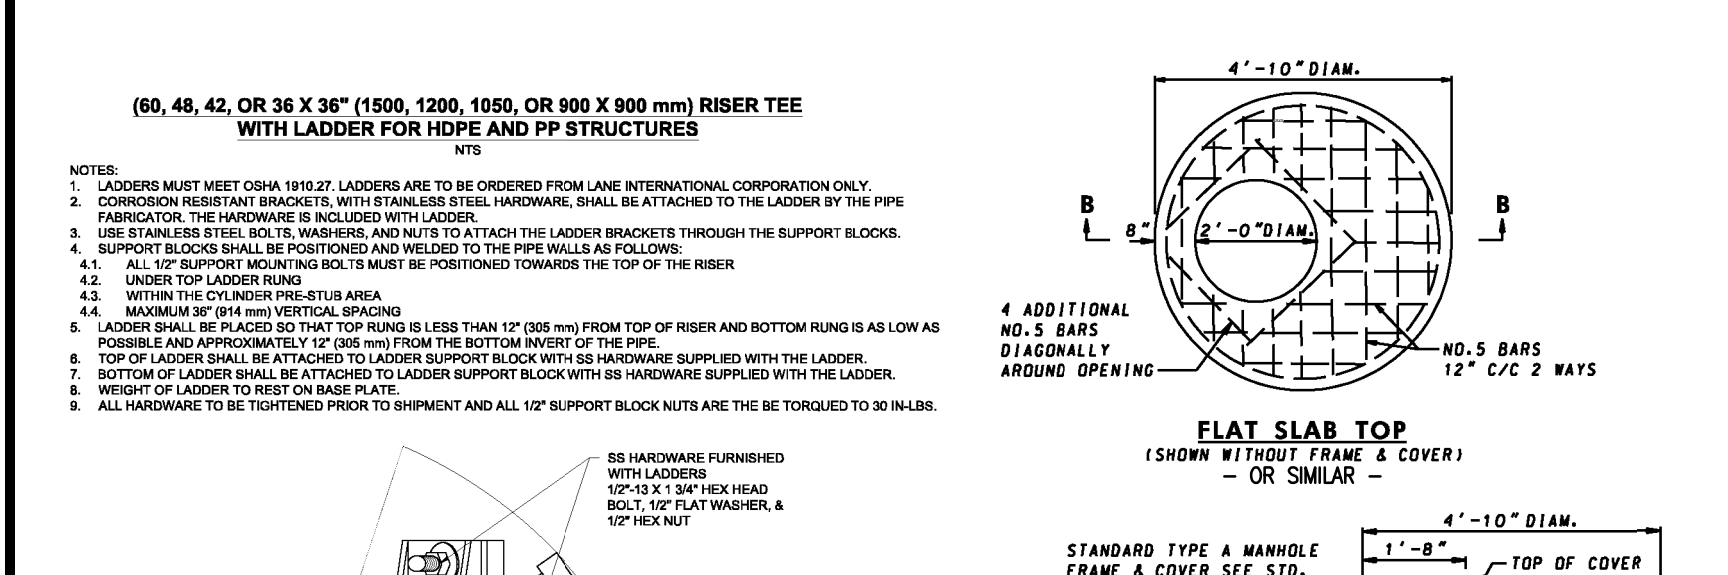 (60, 48, 42, OR 36 X 36" (1500, 1200, 1050, OR 900 X 900 mm) RISER TEE
WITH LADDER FOR HDPE AND PP STRUCTURES
NTS
NOTES:
1. LADDERS MUST MEET OSHA 1910.27. LADDERS ARE TO BE ORDERED FROM LANE INTERNATIONAL CORPORATION ONLY.
2. CORROSION RESISTANT BRACKETS, WITH STAINLESS STEEL HARDWARE, SHALL BE ATTACHED TO THE LADDER BY THE PIPE
FABRICATOR. THE HARDWARE IS INCLUDED WITH LADDER.
3. USE STAINLESS STEEL BOLTS, WASHERS, AND NUTS TO ATTACH THE LADDER BRACKETS THROUGH THE SUPPORT BLOCKS.
4. SUPPORT BLOCKS SHALL BE POSITIONED AND WELDED TO THE PIPE WALLS AS FOLLOWS:
4.1. ALL 1/2" SUPPORT MOUNTING BOLTS MUST BE POSITIONED TOWARDS THE TOP OF THE RISER
4.2. UNDER TOP LADDER RUNG
4.3. WITHIN THE CYLINDER PRE-STUB AREA
4.4. MAXIMUM 36" (914 mm) VERTICAL SPACING
5. LADDER SHALL BE PLACED SO THAT TOP RUNG IS LESS THAN 12" (305 mm) FROM TOP OF RISER AND BOTTOM RUNG IS AS LOW AS
POSSIBLE AND APPROXIMATELY 12" (305 mm) FROM THE BOTTOM INVERT OF THE PIPE.
6. TOP OF LADDER SHALL BE ATTACHED TO LADDER SUPPORT BLOCK WITH SS HARDWARE SUPPLIED WITH THE LADDER.
7. BOTTOM OF LADDER SHALL BE ATTACHED TO LADDER SUPPORT BLOCK WITH SS HARDWARE SUPPLIED WITH THE LADDER.
8. WEIGHT OF LADDER TO REST ON BASE PLATE.
9. ALL HARDWARE TO BE TIGHTENED PRIOR TO SHIPMENT AND ALL 1/2" SUPPORT BLOCK NUTS ARE THE BE TORQUED TO 30 IN-LBS.
SS HARDWARE FURNISHED
WITH LADDERS
1/2"-13 X 1 3/4" HEX HEAD
BOLT, 1/2" FLAT WASHER, &
1/2" HEX NUT
4'-10" DIAM.
B
B
8"
2'-0" DIAM.
4 ADDITIONAL
NO.5 BARS
DIAGONALLY
AROUND OPENING
NO.5 BARS
12" C/C 2 WAYS
FLAT SLAB TOP
(SHOWN WITHOUT FRAME & COVER)
- OR SIMILAR -
4'-10" DIAM.
1'-8"
TOP OF COVER
STANDARD TYPE A MANHOLE
FRAME & COVER SEE STD.